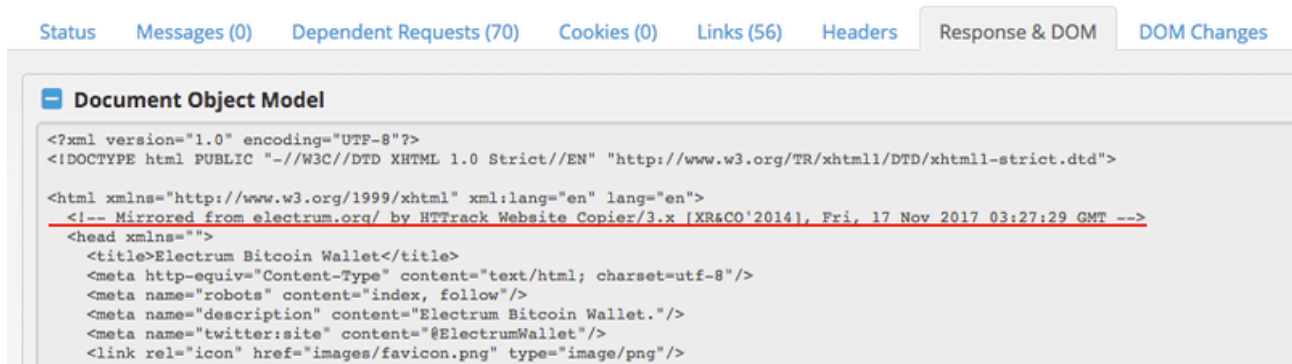 Status Messages (0) Dependent Requests (70) Cookies (0) Links (56) Headers Response & DOM DOM Changes
Document Object Model
<?xml version="1.0" encoding="UTF-8"?>
<!DOCTYPE html PUBLIC "-//W3C//DTD XHTML 1.0 Strict//EN" "http://www.w3.org/TR/xhtml1/DTD/xhtml1-strict.dtd">
<html xmlns="http://www.w3.org/1999/xhtml" xml:lang="en" lang="en">
<!-- Mirrored from electrum.org/ by HTTrack Website Copier/3.x [XR&CO'2014], Fri, 17 Nov 2017 03:27:29 GMT -->
<head xmlns="">
<title>Electrum Bitcoin Wallet</title>
<meta http-equiv="Content-Type" content="text/html; charset=utf-8"/>
<meta name="robots" content="index, follow"/>
<meta name="description" content="Electrum Bitcoin Wallet."/>
<meta name="twitter:site" content="@ElectrumWallet"/>
<link rel="icon" href="images/favicon.png" type="image/png"/>